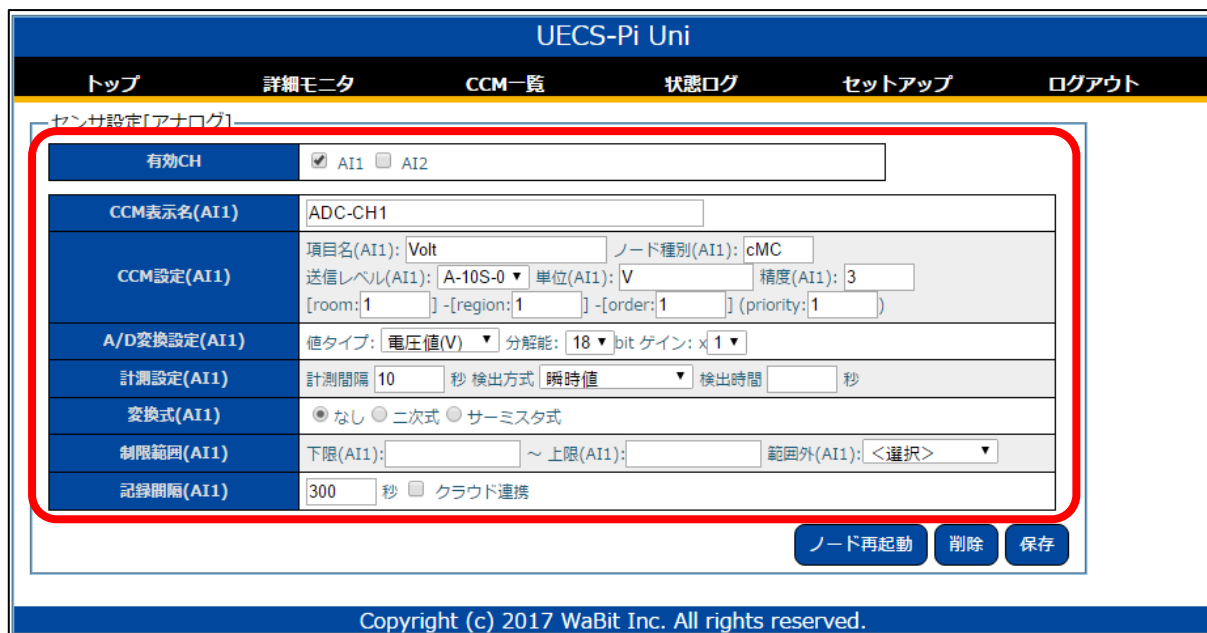 UECS-Pi Uni
トップ 詳細モニタ CCM一覧 状態ログ セットアップ ログアウト
センサ設定[アナログ]
有効CH AI1 AI2
CCM表示名(AI1) ADC-CH1
CCM設定(AI1)
項目名(AI1): Volt ノード種別(AI1): cMC
送信レベル(AI1): A-10S-0 ▼ 単位(AI1): V 精度(AI1): 3
[room: 1 ] -[region: 1 ] -[order: 1 ] (priority: 1 )
A/D変換設定(AI1) 値タイプ: 電圧値(V) ▼ 分解能: 18 ▼ bit ゲイン: x 1 ▼
計測設定(AI1) 計測間隔 10 秒 検出方式 瞬時値 ▼ 検出時間 秒
変換式(AI1) なし 二次式 サーミスタ式
制限範囲(AI1) 下限(AI1): ～ 上限(AI1): 範囲外(AI1): <選択> ▼
記録間隔(AI1) 300 秒 クラウド連携
ノード再起動 削除 保存
Copyright (c) 2017 WaBit Inc. All rights reserved.